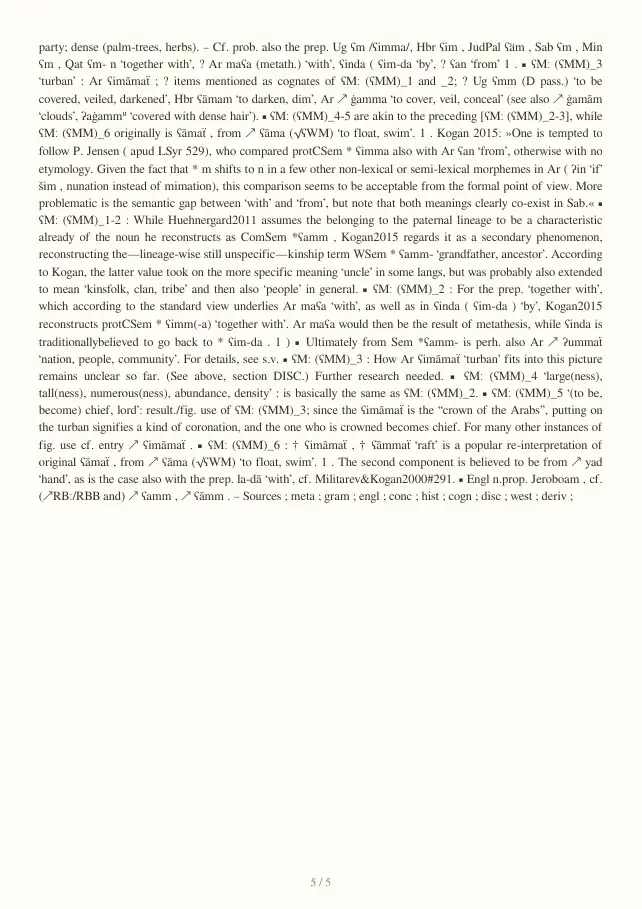 party; dense (palm-trees, herbs). – Cf. prob. also the prep. Ug ʕm /ʕimma/, Hbr ʕim , JudPal ʕäm , Sab ʕm , Min
ʕm , Qat ʕm- n ‘together with’, ? Ar maʕa (metath.) ‘with’, ʕinda ( ʕim-da ‘by’, ? ʕan ‘from’ 1 . ▪ ʕM: (ʕMM)_3
‘turban’ : Ar ʕimāmaẗ ; ? items mentioned as cognates of ʕM: (ʕMM)_1 and _2; ? Ug ʕmm (D pass.) ‘to be
covered, veiled, darkened’, Hbr ʕāmam ‘to darken, dim’, Ar ↗ ġamma ‘to cover, veil, conceal’ (see also ↗ ġamām
‘clouds’, ʔaġammᵘ ‘covered with dense hair’). ▪ ʕM: (ʕMM)_4-5 are akin to the preceding [ʕM: (ʕMM)_2-3], while
ʕM: (ʕMM)_6 originally is ʕāmaẗ , from ↗ ʕāma (√ʕWM) ‘to float, swim’. 1 . Kogan 2015: »One is tempted to
follow P. Jensen ( apud LSyr 529), who compared protCSem * ʕimma also with Ar ʕan ‘from’, otherwise with no
etymology. Given the fact that * m shifts to n in a few other non-lexical or semi-lexical morphemes in Ar ( ʔin ‘if’
šim , nunation instead of mimation), this comparison seems to be acceptable from the formal point of view. More
problematic is the semantic gap between ‘with’ and ‘from’, but note that both meanings clearly co-exist in Sab.« ▪
ʕM: (ʕMM)_1-2 : While Huehnergard2011 assumes the belonging to the paternal lineage to be a characteristic
already of the noun he reconstructs as ComSem *ʕamm , Kogan2015 regards it as a secondary phenomenon,
reconstructing the—lineage-wise still unspecific—kinship term WSem * ʕamm- ‘grandfather, ancestor’. According
to Kogan, the latter value took on the more specific meaning ‘uncle’ in some langs, but was probably also extended
to mean ‘kinsfolk, clan, tribe’ and then also ‘people’ in general. ▪ ʕM: (ʕMM)_2 : For the prep. ‘together with’,
which according to the standard view underlies Ar maʕa ‘with’, as well as in ʕinda ( ʕim-da ) ‘by’, Kogan2015
reconstructs protCSem * ʕimm(-a) ‘together with’. Ar maʕa would then be the result of metathesis, while ʕinda is
traditionallybelieved to go back to * ʕim-da . 1 ) ▪ Ultimately from Sem *ʕamm- is perh. also Ar ↗ ʔummaẗ
‘nation, people, community’. For details, see s.v. ▪ ʕM: (ʕMM)_3 : How Ar ʕimāmaẗ ‘turban’ fits into this picture
remains unclear so far. (See above, section DISC.) Further research needed. ▪ ʕM: (ʕMM)_4 ‘large(ness),
tall(ness), numerous(ness), abundance, density’ : is basically the same as ʕM: (ʕMM)_2. ▪ ʕM: (ʕMM)_5 ‘(to be,
become) chief, lord’: result./fig. use of ʕM: (ʕMM)_3; since the ʕimāmaẗ is the “crown of the Arabs”, putting on
the turban signifies a kind of coronation, and the one who is crowned becomes chief. For many other instances of
fig. use cf. entry ↗ ʕimāmaẗ . ▪ ʕM: (ʕMM)_6 : † ʕimāmaẗ , † ʕāmmaẗ ‘raft’ is a popular re-interpretation of
original ʕāmaẗ , from ↗ ʕāma (√ʕWM) ‘to float, swim’. 1 . The second component is believed to be from ↗ yad
‘hand’, as is the case also with the prep. la-dā ‘with’, cf. Militarev&Kogan2000#291. ▪ Engl n.prop. Jeroboam , cf.
(↗RB:/RBB and) ↗ ʕamm , ↗ ʕāmm . – Sources ; meta ; gram ; engl ; conc ; hist ; cogn ; disc ; west ; deriv ;
5 / 5